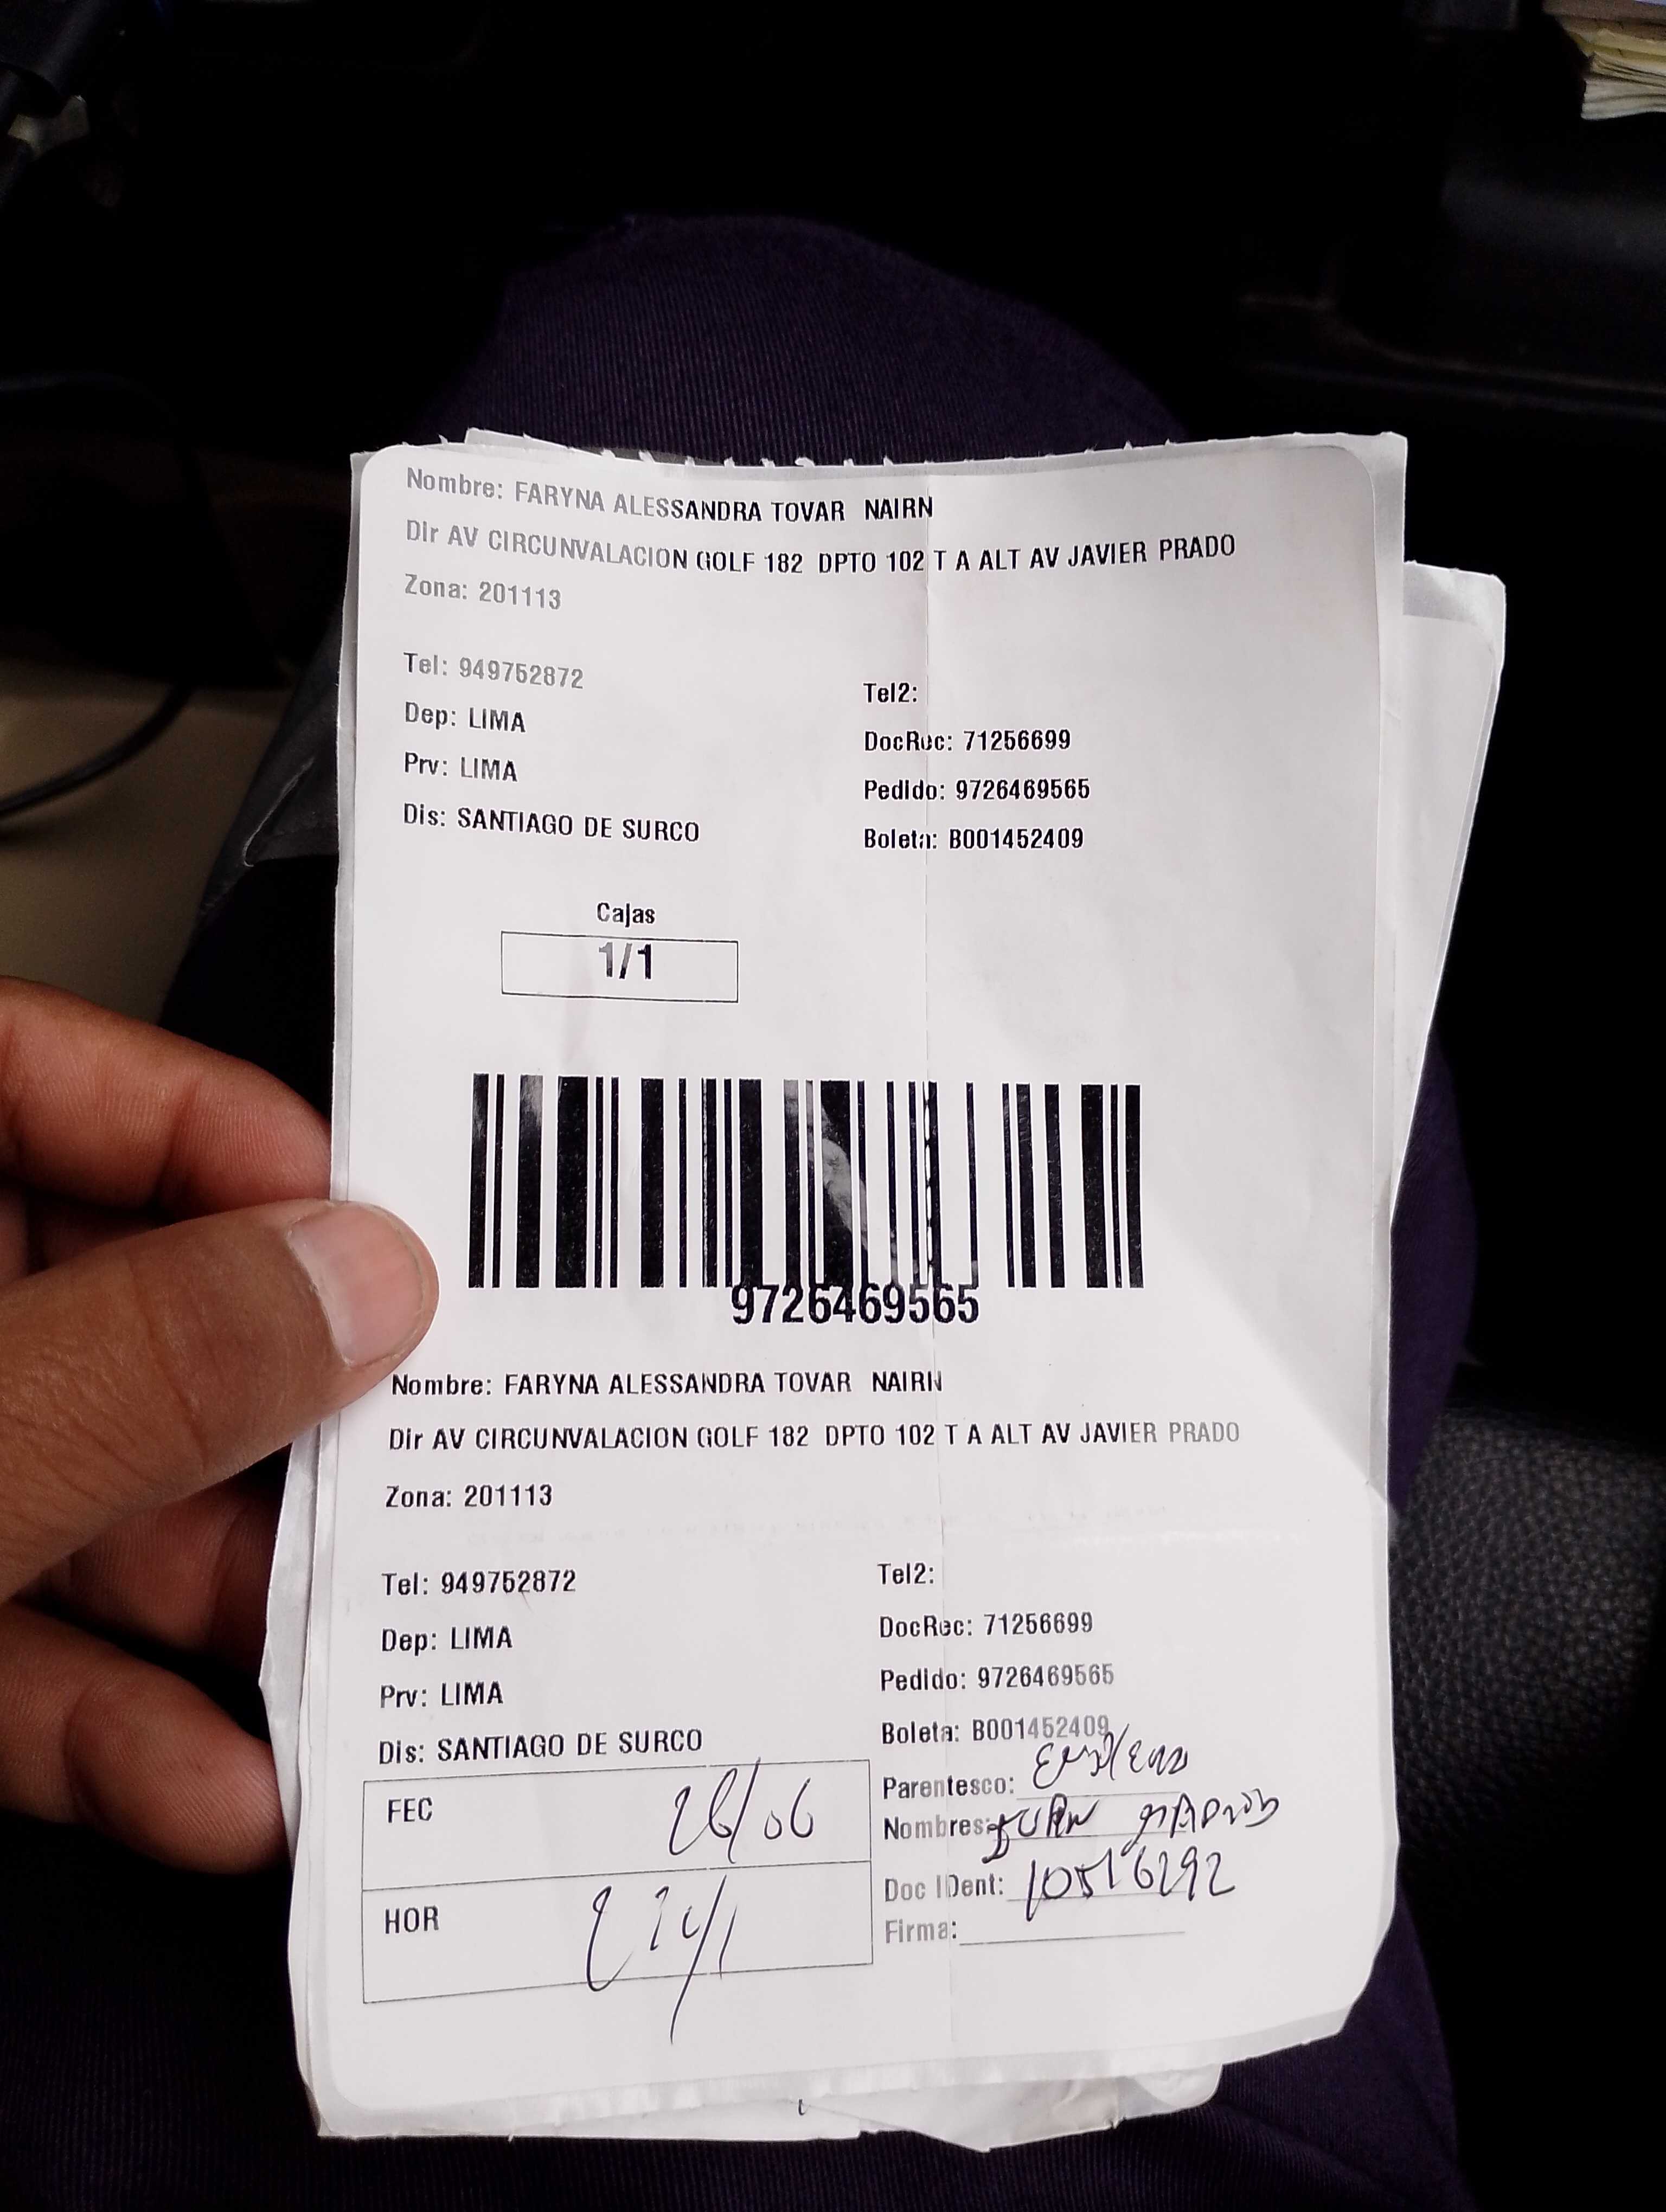 Nombre: FARYNA ALESSANDRA TOVAR NAIRN
Dir AV CIRCUNVALACION GOLF 182 DPTO 102 T A ALT AV JAVIER PRADO
Zona: 201113
Tel: 949752872
Tel2:
Dep: LIMA
DocRec: 71256699
Prv: LIMA
Pedido: 9726469565
Dis: SANTIAGO DE SURCO
Boleta: B001452409
Cajas
1/1
9726469565
Nombre: FARYNA ALESSANDRA TOVAR NAIRN
Dir AV CIRCUNVALACION GOLF 182 DPTO 102 T A ALT AV JAVIER PRADO
Zona: 201113
Tel: 949752872
Tel2:
Dep: LIMA
DocRec: 71256699
Prv: LIMA
Pedido: 9726469565
Dis: SANTIAGO DE SURCO
Boleta: B001452409
Parentesco:
FEC 26/06
Nombres: JUAN
Doc IDent: 10516292
HOR
Firma: